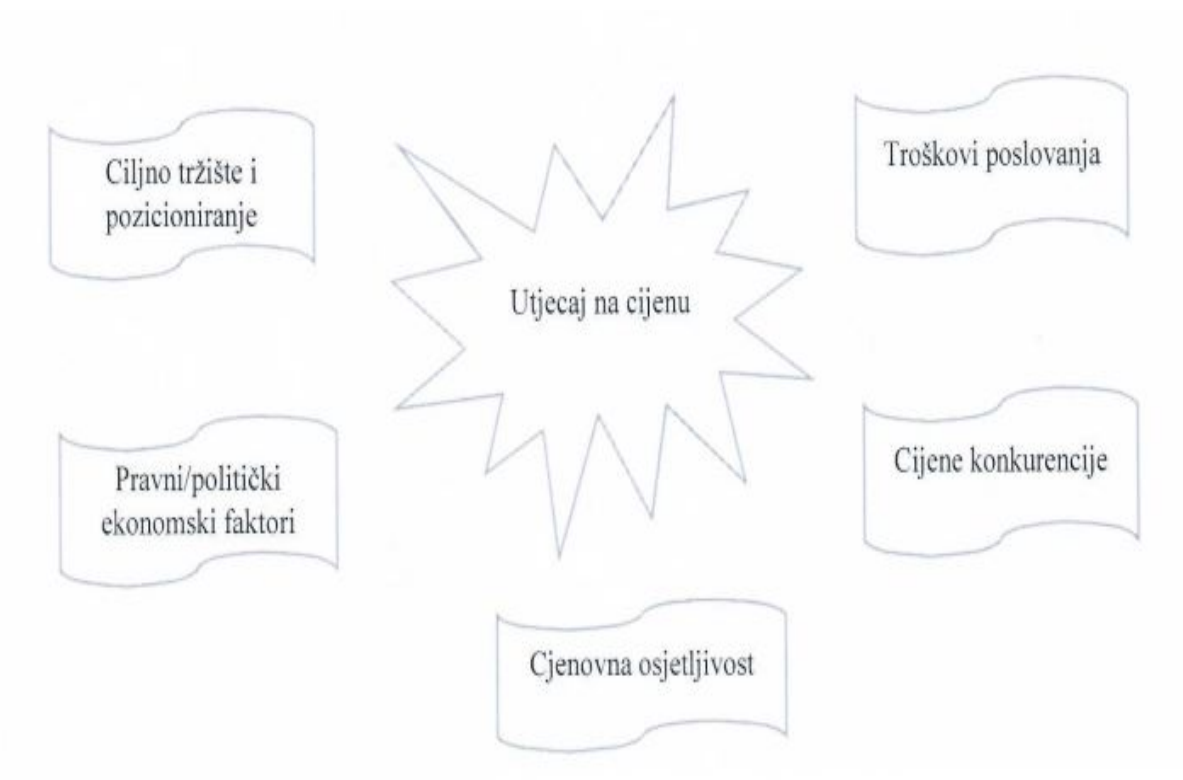 Ciljno tržište i
pozicioniranje
Troškovi poslovanja
Utjecaj na cijenu
Pravni/politički
ekonomski faktori
Cijene konkurencije
Cjenovna osjetljivost